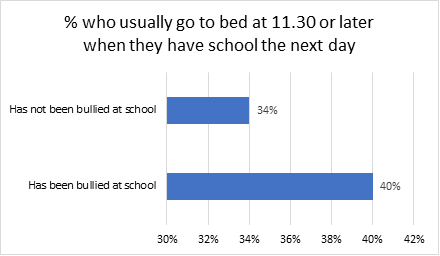 % who usually go to bed at 11.30 or later
when they have school the next day
Has not been bullied at school
34%
Has been bullied at school
40%
30% 32% 34% 36% 38% 40% 42%